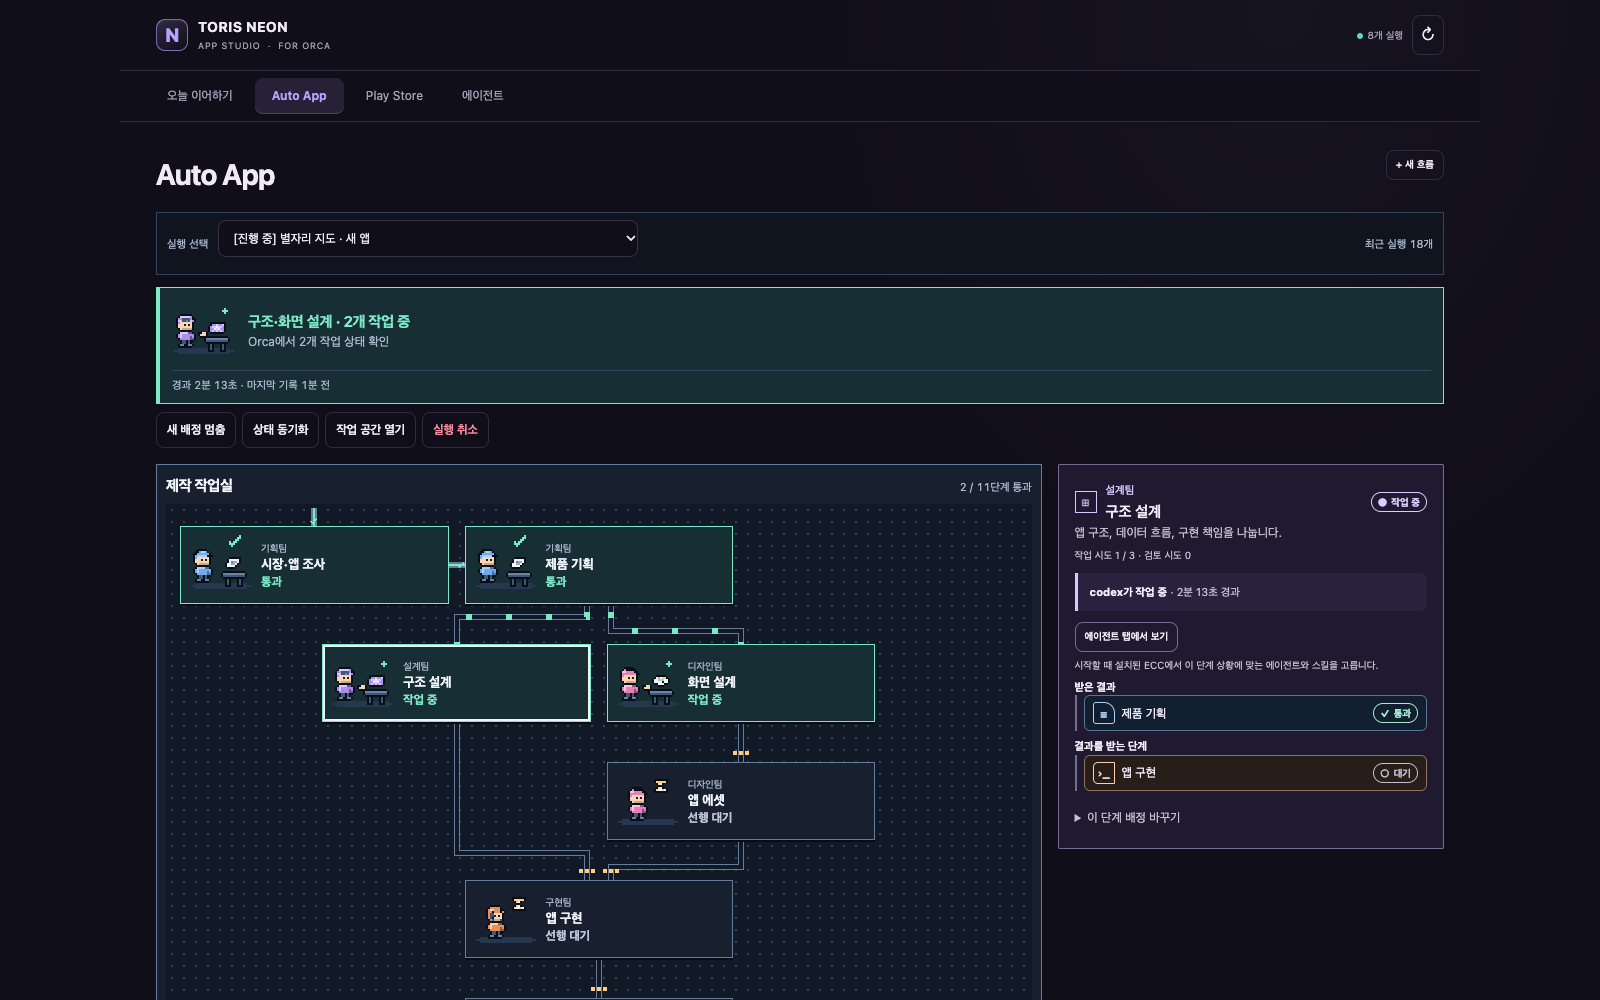 N
TORIS NEON
APP STUDIO · FOR ORCA
8개 실행
오늘 이어하기
Auto App
Play Store
에이전트
Auto App
+ 새 흐름
실행 선택
[진행 중] 별자리 지도 · 새 앱
최근 실행 18개
구조·화면 설계 · 2개 작업 중
Orca에서 2개 작업 상태 확인
경과 2분 13초 · 마지막 기록 1분 전
새 배정 멈춤
상태 동기화
작업 공간 열기
실행 취소
제작 작업실
2 / 11단계 통과
기획팀
시장·앱 조사
통과
기획팀
제품 기획
통과
설계팀
구조 설계
작업 중
디자인팀
화면 설계
작업 중
디자인팀
앱 에셋
선행 대기
구현팀
앱 구현
선행 대기
설계팀
구조 설계
작업 중
앱 구조, 데이터 흐름, 구현 책임을 나눕니다.
작업 시도 1 / 3 · 검토 시도 0
codex가 작업 중 · 2분 13초 경과
에이전트 탭에서 보기
시작할 때 설치된 ECC에서 이 단계 상황에 맞는 에이전트와 스킬을 고릅니다.
받은 결과
제품 기획
통과
결과를 받는 단계
앱 구현
대기
이 단계 배정 바꾸기